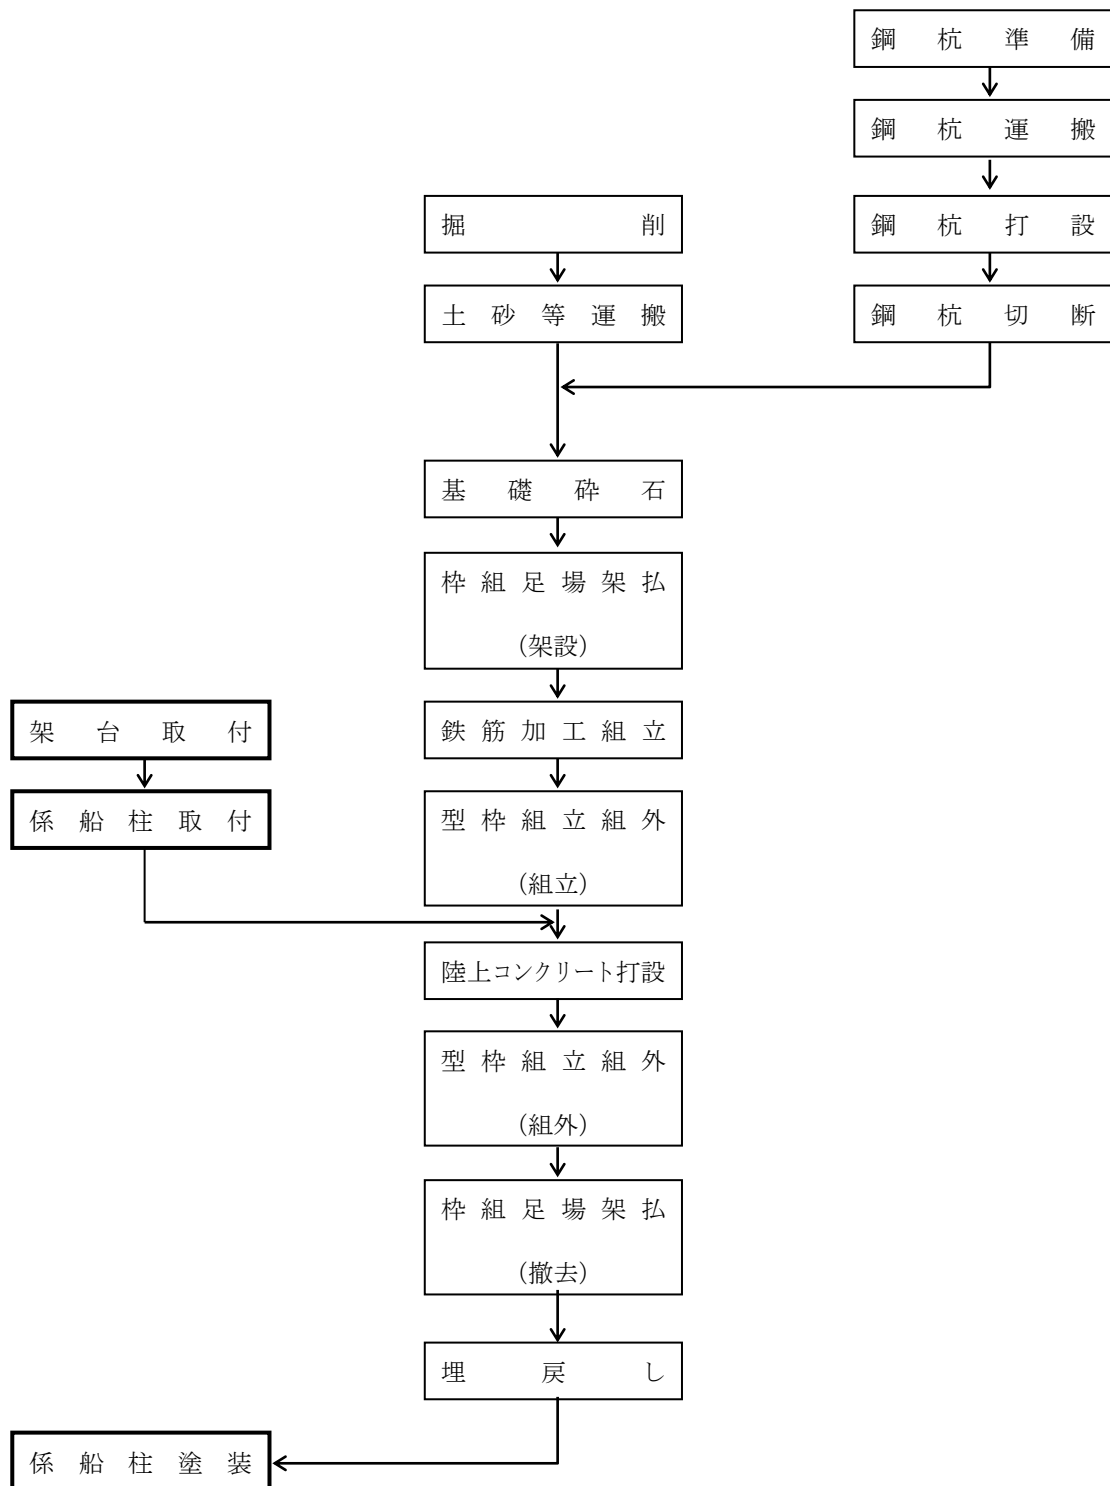 鋼杭準備
鋼杭運搬
掘削
鋼杭打設
土砂等運搬
鋼杭切断
基礎砕石
枠組足場架払
(架設)
架台取付
鉄筋加工組立
係船柱取付
型枠組立組外
(組立)
陸上コンクリート打設
型枠組立組外
(組外)
枠組足場架払
(撤去)
埋戻し
係船柱塗装